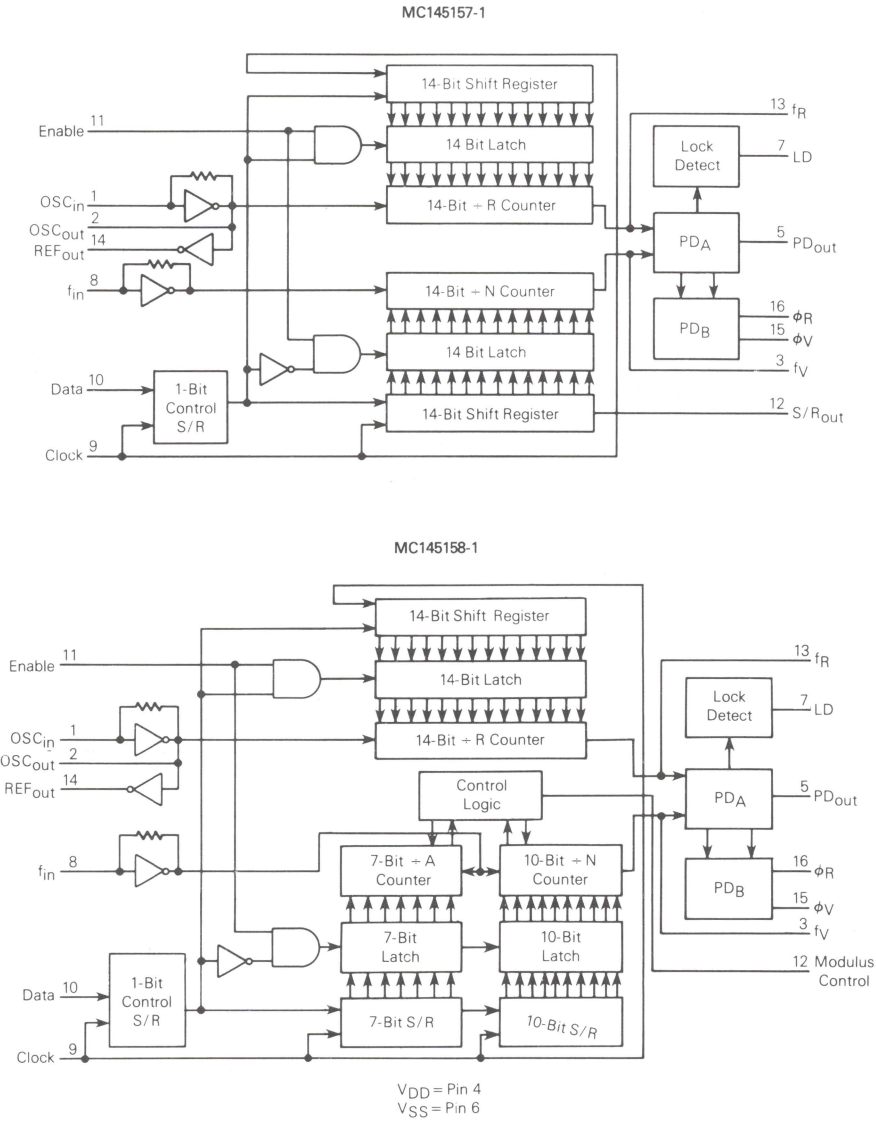 MC145157-1
14-Bit Shift Register
13 fR
Enable 11
14 Bit Latch
Lock
Detect
7 LD
OSCin 1
14-Bit ÷ R Counter
OSCout 2
REFout 14
PDA
5 PDout
fin 8
14-Bit ÷ N Counter
16 ϕR
PDB
15 ϕV
14 Bit Latch
3 fV
Data 10
1-Bit
Control
S/R
14-Bit Shift Register
12 S/Rout
Clock 9
MC145158-1
14-Bit Shift Register
13 fR
Enable 11
14-Bit Latch
Lock
Detect
7 LD
OSCin 1
14-Bit ÷ R Counter
OSCout 2
REFout 14
Control
Logic
PDA
5 PDout
fin 8
7-Bit ÷ A
Counter
10-Bit ÷ N
Counter
16 ϕR
PDB
15 ϕV
3 fV
7-Bit
Latch
10-Bit
Latch
12 Modulus
Control
Data 10
1-Bit
Control
S/R
7-Bit S/R
10-Bit S/R
Clock 9
VDD = Pin 4
VSS = Pin 6